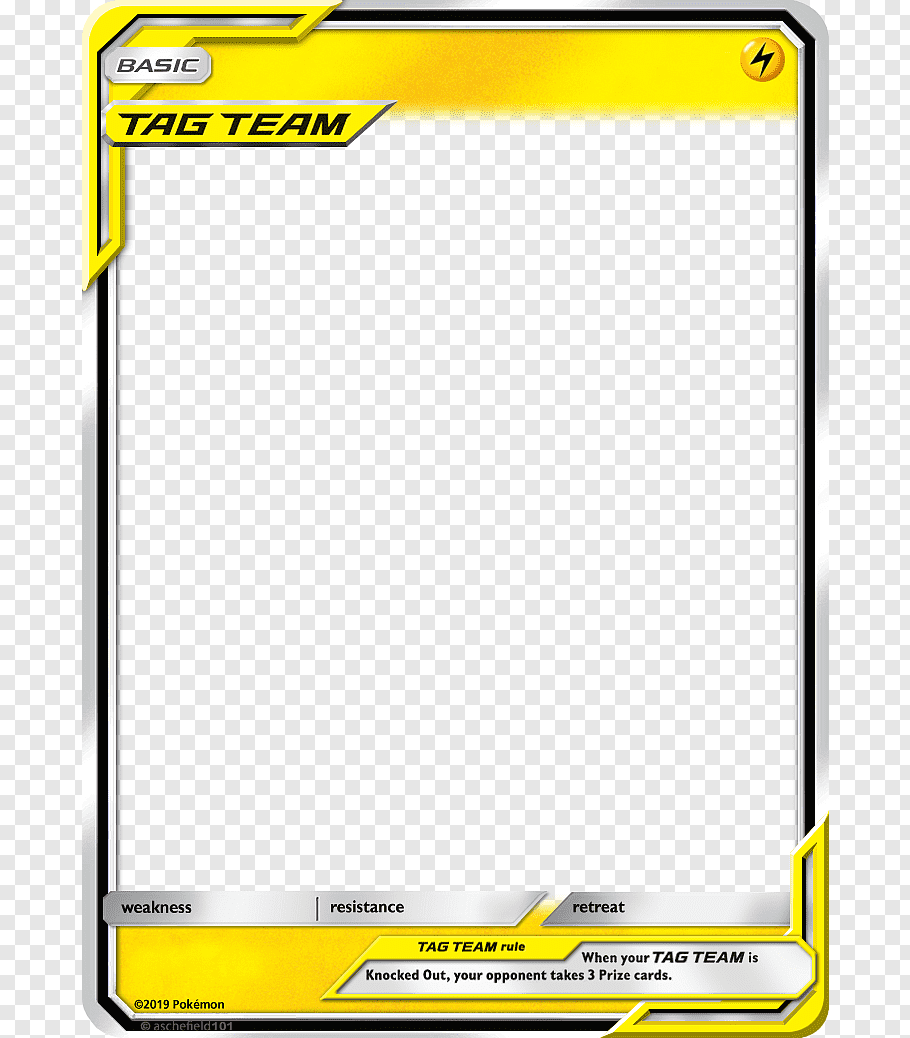 BASIC
TAG TEAM
weakness
resistance
retreat
TAG TEAM rule
When your TAG TEAM is
Knocked Out, your opponent takes 3 Prize cards.
©2019 Pokémon
© aschefield101